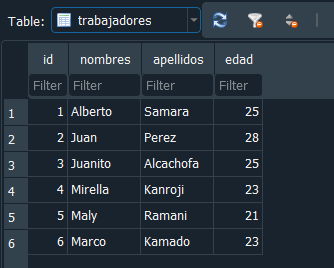 Table: trabajadores
id nombres apellidos edad
Filter Filter Filter Filter
1 1 Alberto Samara 25
2 2 Juan Perez 28
3 3 Juanito Alcachofa 25
4 4 Mirella Kanroji 23
5 5 Maly Ramani 21
6 6 Marco Kamado 23